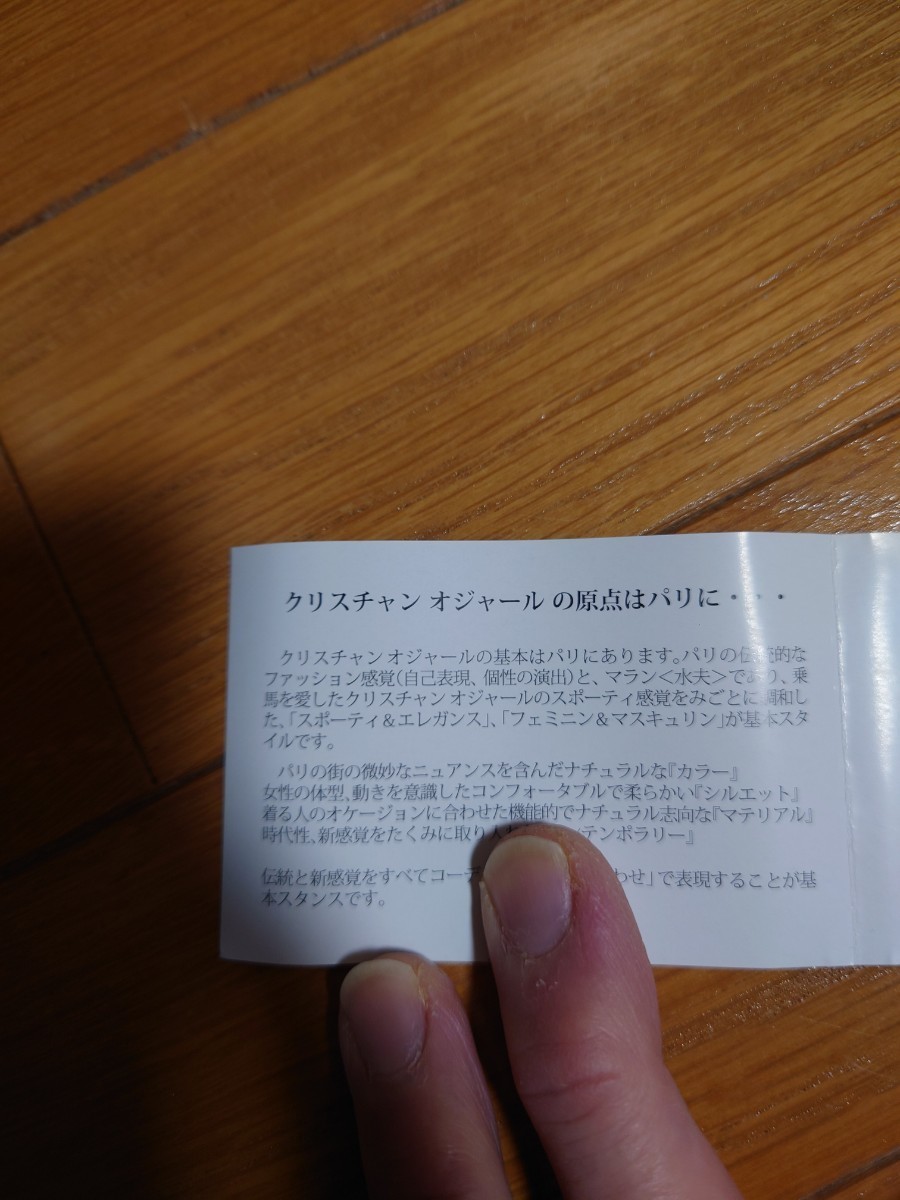 クリスチャン オジャール の原点はパリに・・・
クリスチャン オジャールの基本はパリにあります。パリの伝統的な
ファッション感覚(自己表現、個性の演出)と、マラン<水夫>であり、乗
馬を愛したクリスチャン オジャールのスポーティ感覚をみごとに調和し
た、「スポーティ＆エレガンス」、「フェミニン＆マスキュリン」が基本スタ
イルです。
パリの街の微妙なニュアンスを含んだナチュラルな『カラー』
女性の体型、動きを意識したコンフォータブルで柔らかい『シルエット』
着る人のオケージョンに合わせた機能的でナチュラル志向な『マテリアル』
時代性、新感覚をたくみに取り入れ テンポラリー』
伝統と新感覚をすべてコーデ わせ」で表現することが基
本スタンスです。